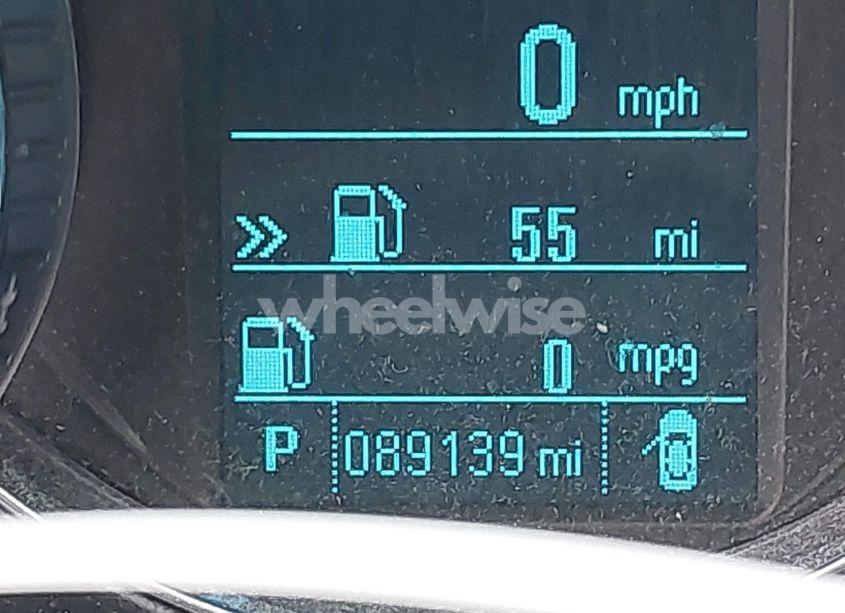 0 mph
» 55 mi
wheelwise
0 mpg
P 089139 mi